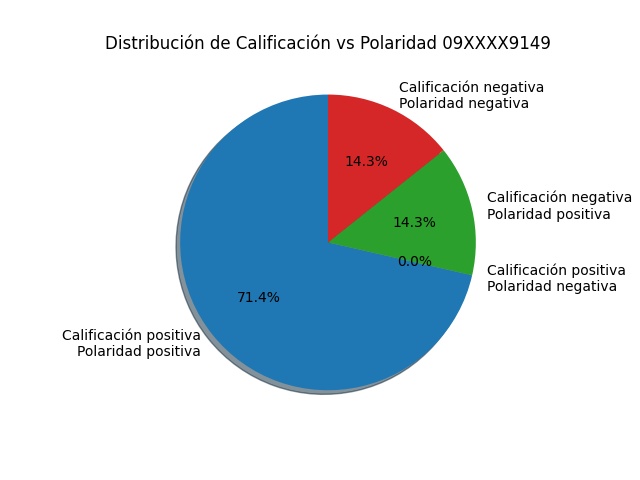 Distribución de Calificación vs Polaridad 09XXXX9149
Calificación negativa
Polaridad negativa
14.3%
Calificación negativa
Polaridad positiva
14.3%
0.0%
Calificación positiva
Polaridad negativa
71.4%
Calificación positiva
Polaridad positiva